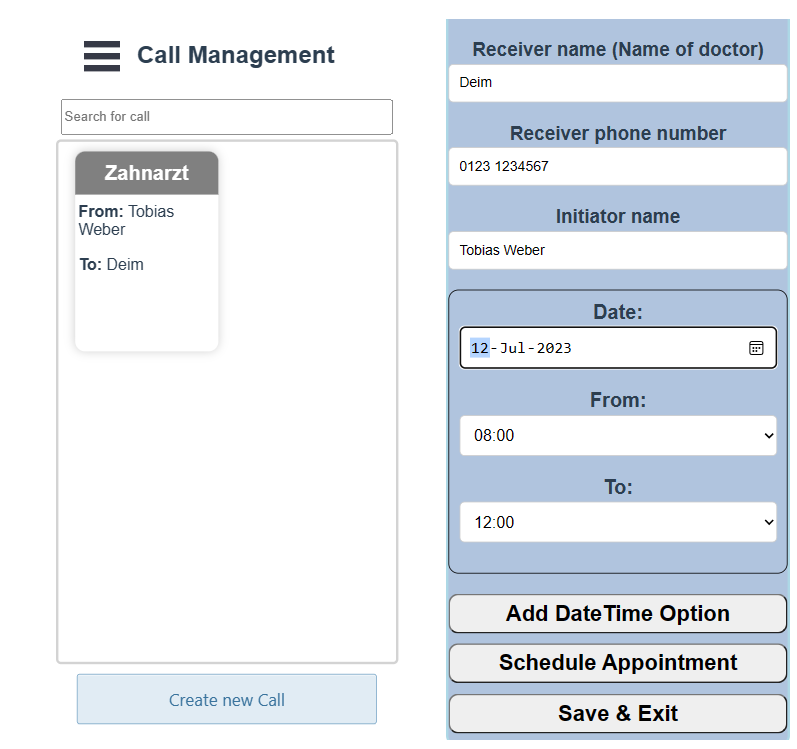 Call Management
Search for call
Zahnarzt
From: Tobias
Weber
To: Deim
Create new Call
Receiver name (Name of doctor)
Deim
Receiver phone number
0123 1234567
Initiator name
Tobias Weber
Date:
12-Jul-2023
From:
08:00
To:
12:00
Add DateTime Option
Schedule Appointment
Save & Exit